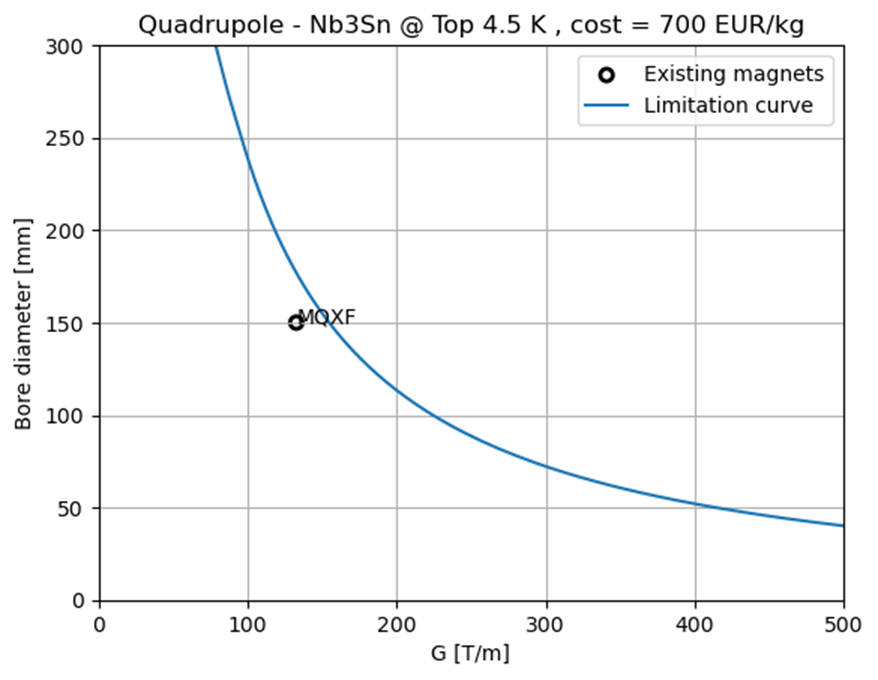 Quadrupole - Nb3Sn @ Top 4.5 K , cost = 700 EUR/kg
300
250
200
150
100
50
0
Bore diameter [mm]
Existing magnets
Limitation curve
MQXF
0 100 200 300 400 500
G [T/m]